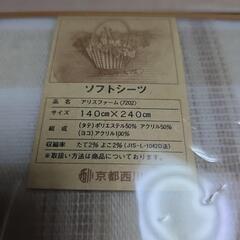 ソフトシーツ
品 名 アリスファーム(7202)
サイズ 140cm×240cm
組 成 (タテ)ポリエステル50% アクリル50%
(ヨコ)アクリル100%
収縮率 たて2% よこ2% (JIS-L-1042D法)
※取扱い方法は商品についております。
京都西川